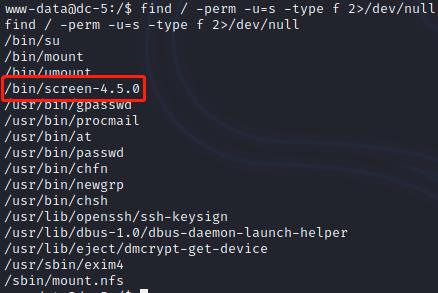 www-data@dc-5:/$ find / -perm -u=s -type f 2>/dev/null
find / -perm -u=s -type f 2>/dev/null
/bin/su
/bin/mount
/bin/umount
/bin/screen-4.5.0
/usr/bin/gpasswd
/usr/bin/procmail
/usr/bin/at
/usr/bin/passwd
/usr/bin/chfn
/usr/bin/newgrp
/usr/bin/chsh
/usr/lib/openssh/ssh-keysign
/usr/lib/dbus-1.0/dbus-daemon-launch-helper
/usr/lib/eject/dmcrypt-get-device
/usr/sbin/exim4
/sbin/mount.nfs